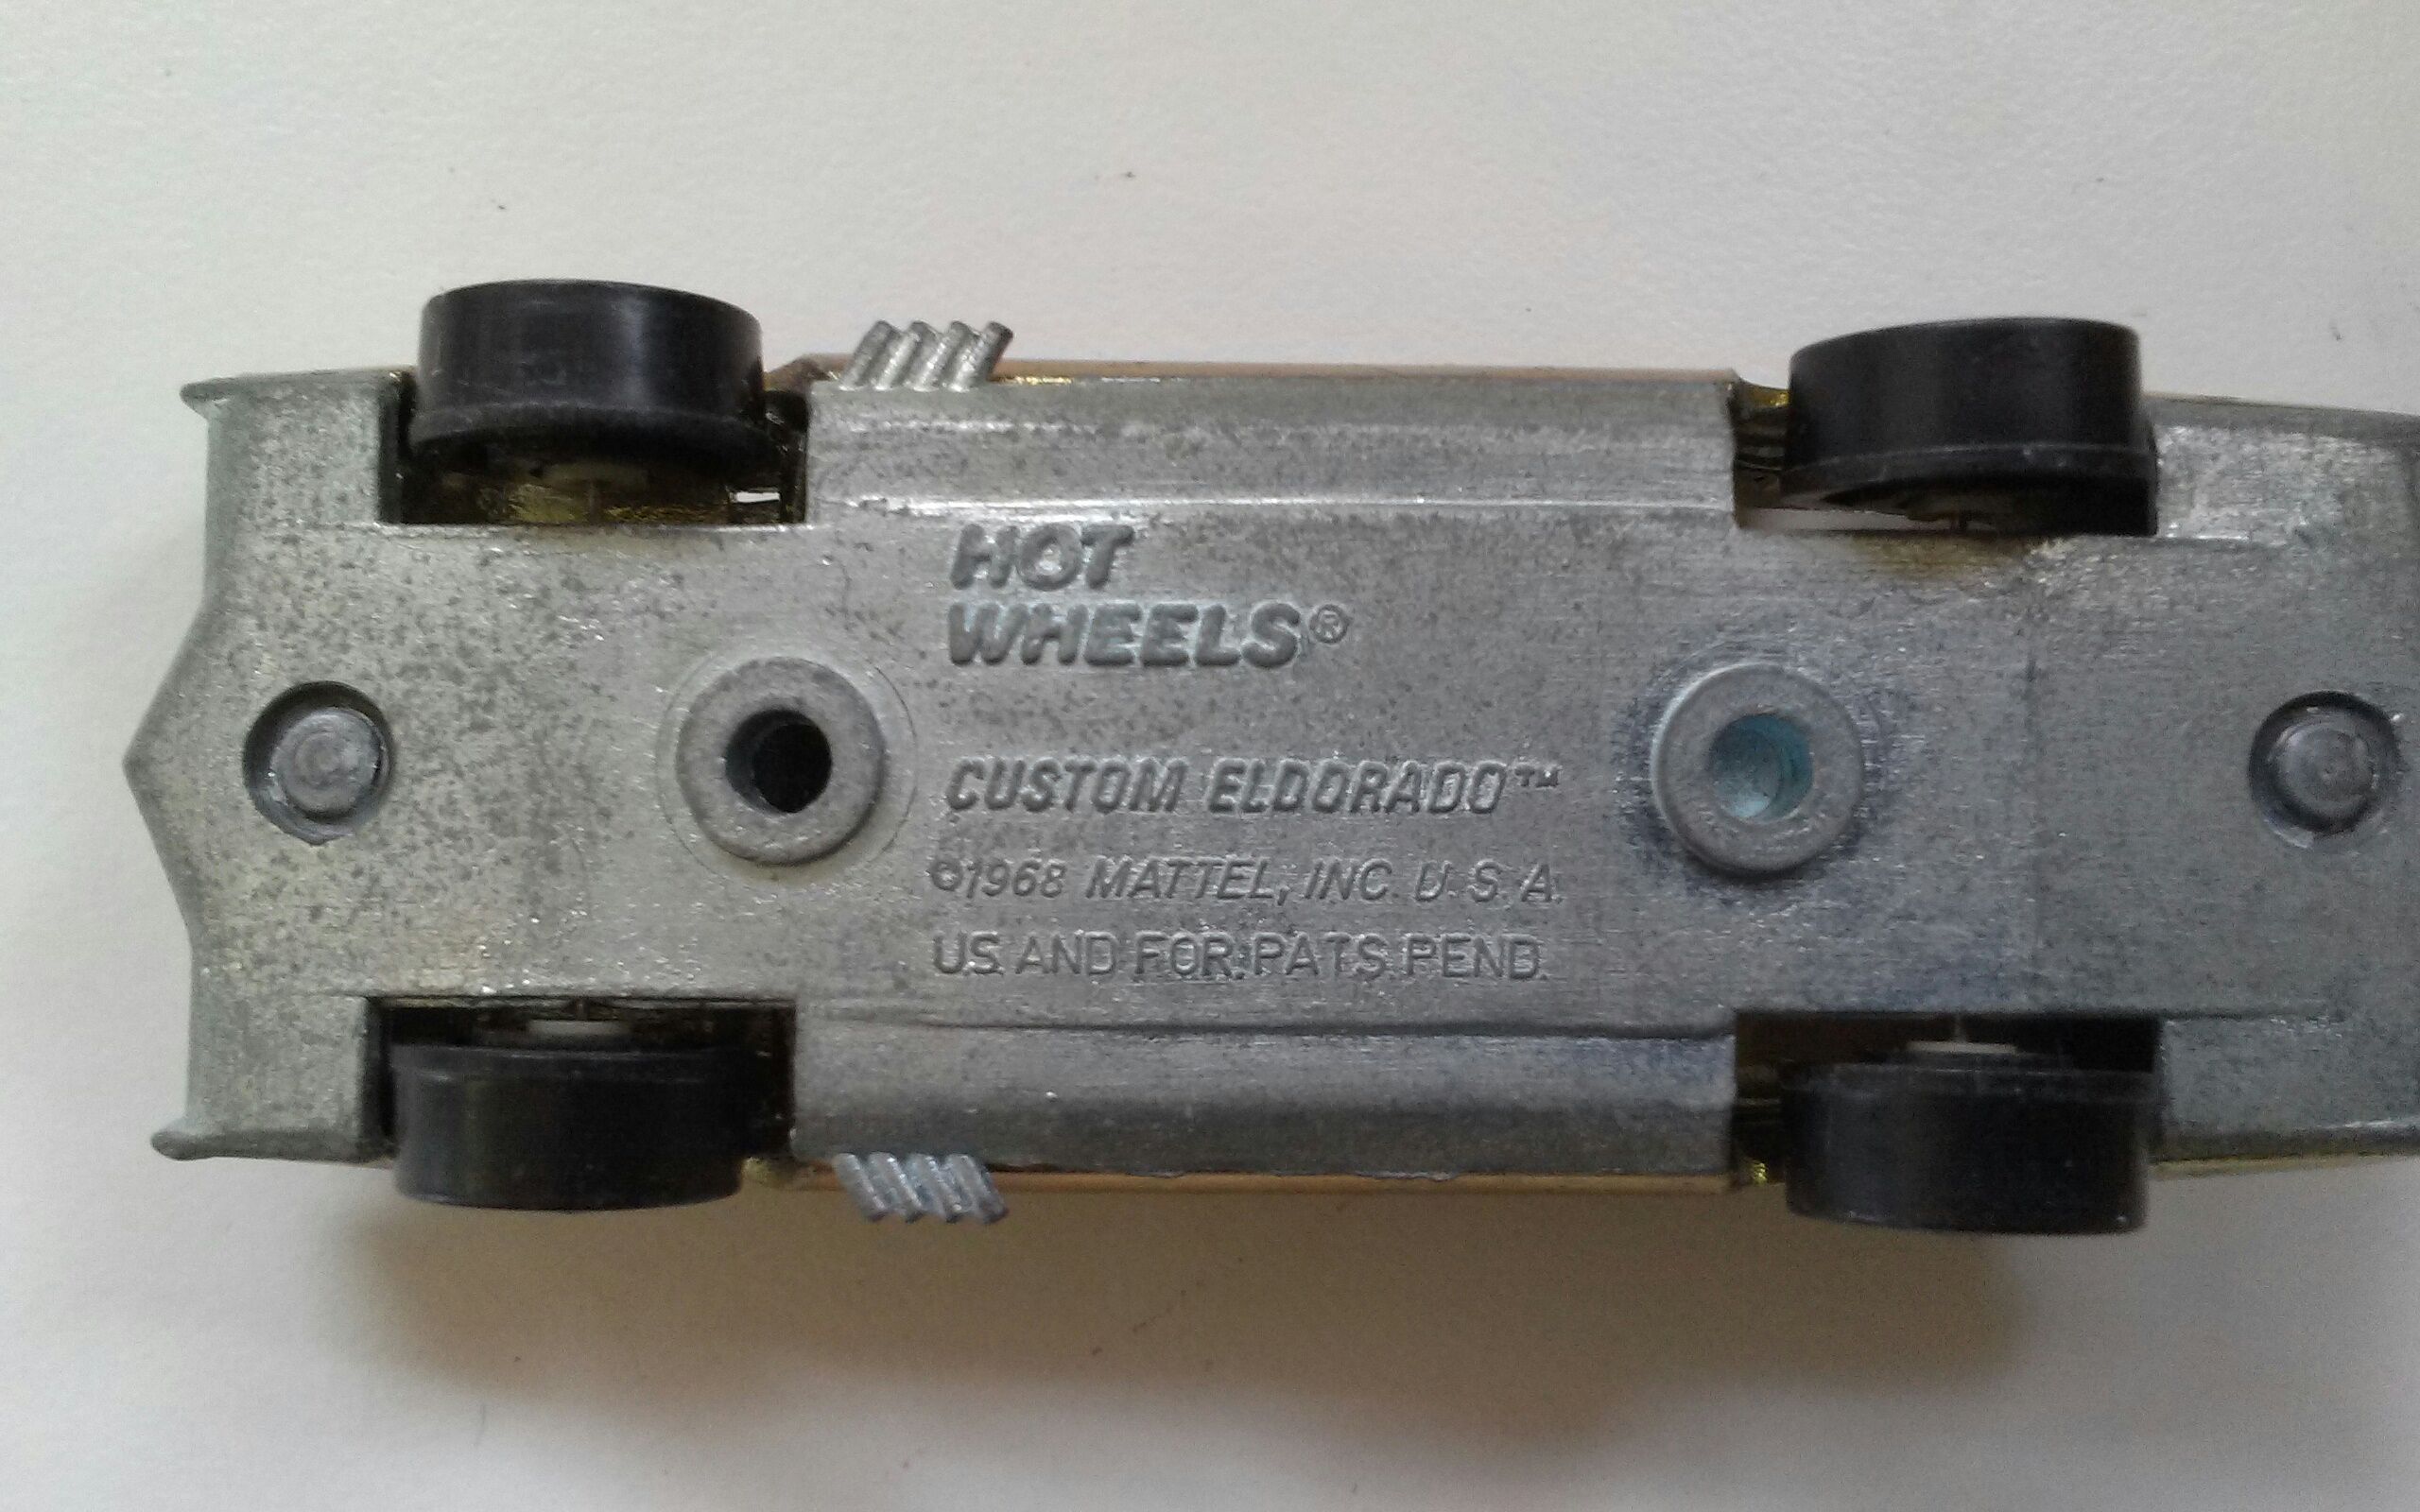 HOT
WHEELS®
CUSTOM ELDORADO™
©1968 MATTEL, INC. U.S.A.
U.S. AND FOR. PATS PEND.